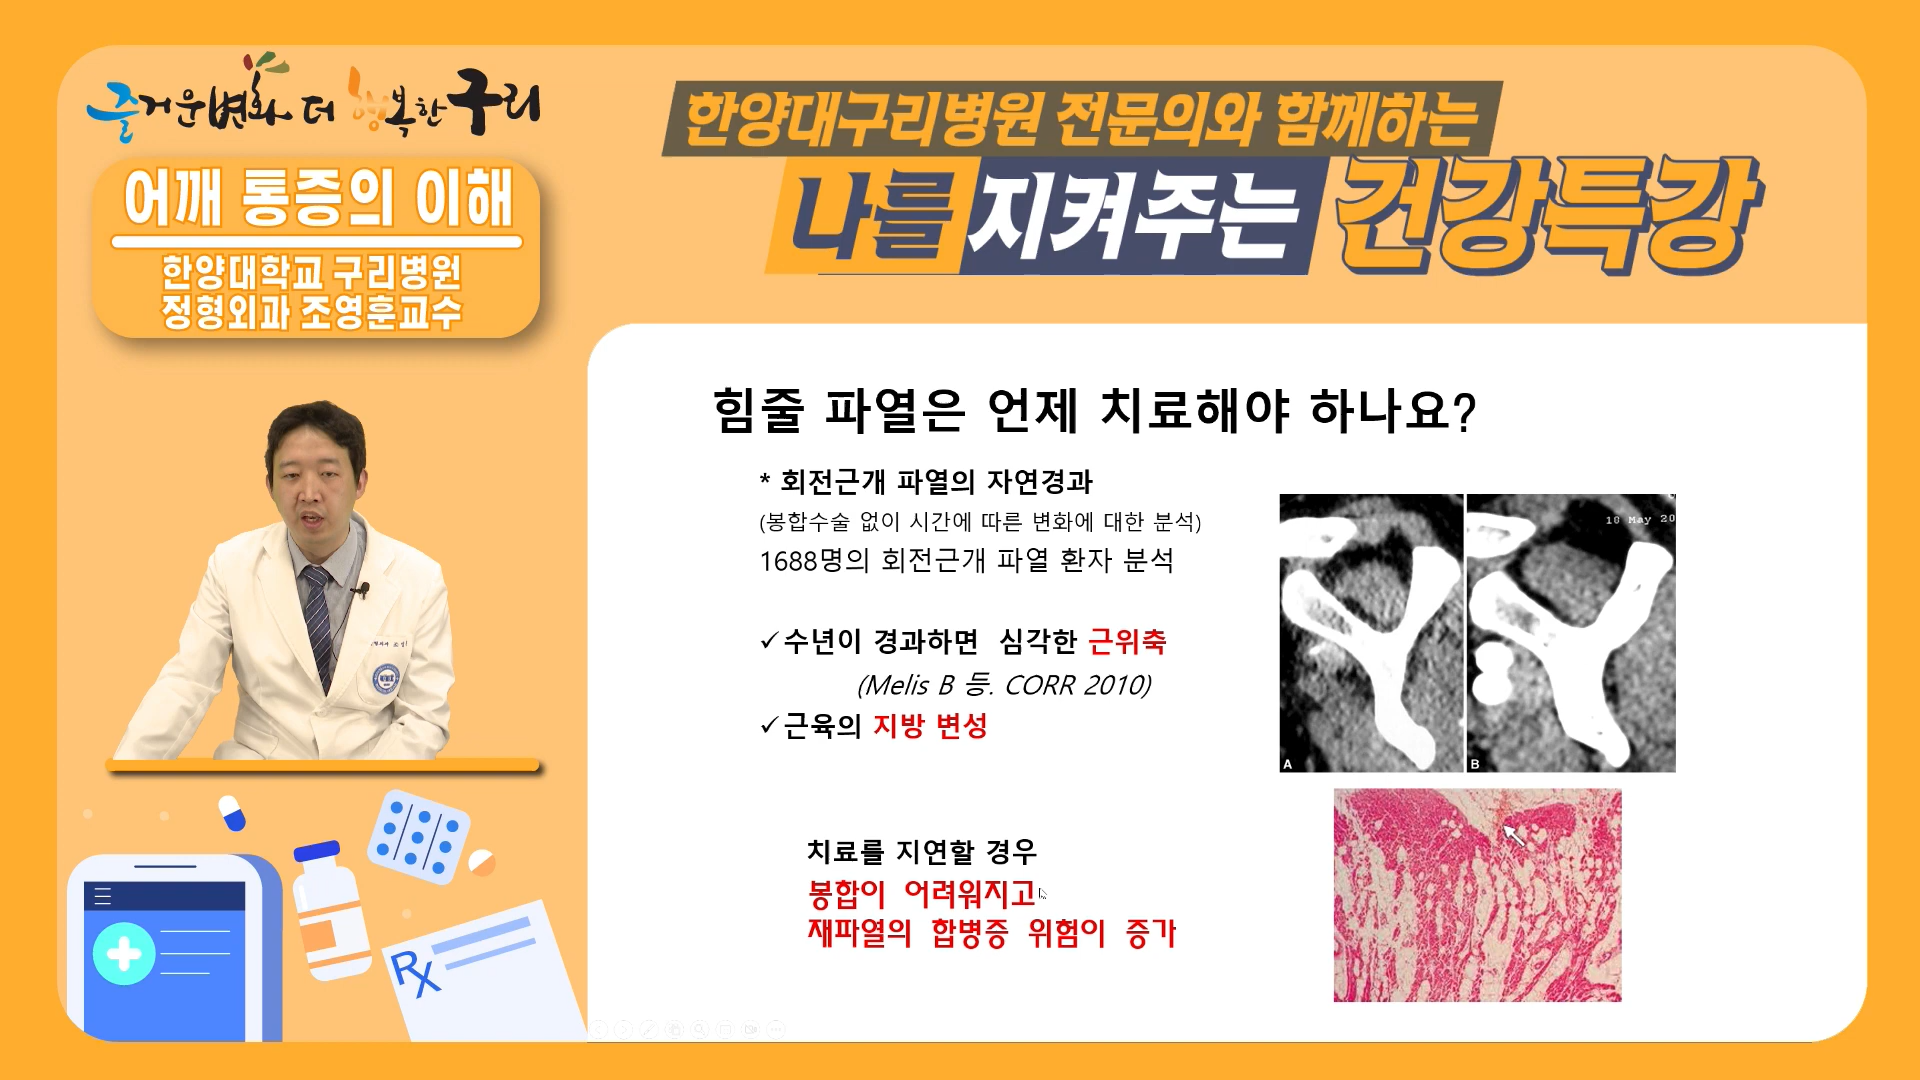 즐거운변화 더 행복한구리
어깨 통증의 이해
한양대학교 구리병원
정형외과 조영훈교수
한양대구리병원 전문의와 함께하는
나를 지켜주는 건강특강
힘줄 파열은 언제 치료해야 하나요?
* 회전근개 파열의 자연경과
(봉합수술 없이 시간에 따른 변화에 대한 분석)
1688명의 회전근개 파열 환자 분석
✓수년이 경과하면 심각한 근위축
(Melis B 등. CORR 2010)
✓근육의 지방 변성
치료를 지연할 경우
봉합이 어려워지고
재파열의 합병증 위험이 증가
10 May 20
A
B
Rx